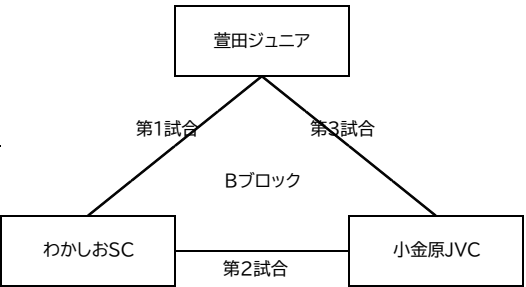 萱田ジュニア
第1試合
第3試合
Bブロック
わかしおSC
小金原JVC
第2試合